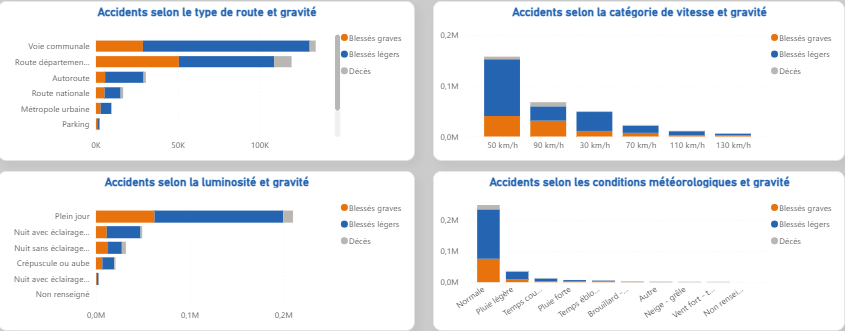 Accidents selon le type de route et gravité
Voie communale
Route départemen...
Autoroute
Route nationale
Métropole urbaine
Parking
0K 50K 100K
Blessés graves
Blessés légers
Décès
Accidents selon la catégorie de vitesse et gravité
0,2M
0,1M
0,0M
50 km/h 90 km/h 30 km/h 70 km/h 110 km/h 130 km/h
Blessés graves
Blessés légers
Décès
Accidents selon la luminosité et gravité
Plein jour
Nuit avec éclairage...
Nuit sans éclairage...
Crépuscule ou aube
Nuit avec éclairage...
Non renseigné
0,0M 0,1M 0,2M
Blessés graves
Blessés légers
Décès
Accidents selon les conditions météorologiques et gravité
0,2M
0,1M
0,0M
Normale Pluie légère Temps cou... Pluie forte Temps éblo... Brouillard -... Autre Neige - grêle Vent fort - t... Non rensei...
Blessés graves
Blessés légers
Décès